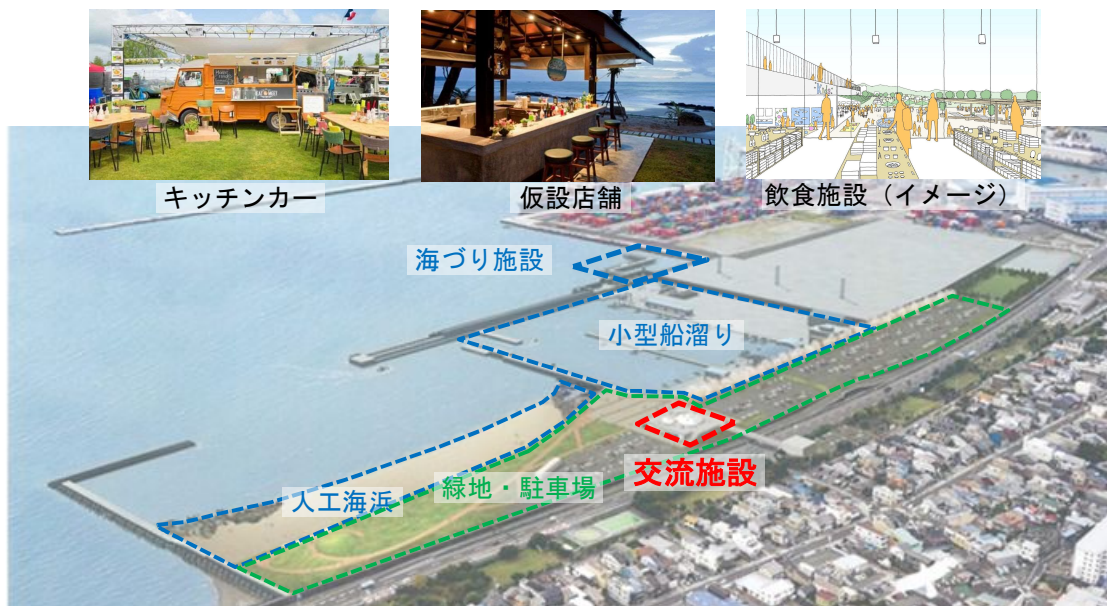 キッチンカー
仮設店舗
飲食施設（イメージ）
海づり施設
小型船溜り
交流施設
緑地・駐車場
人工海浜